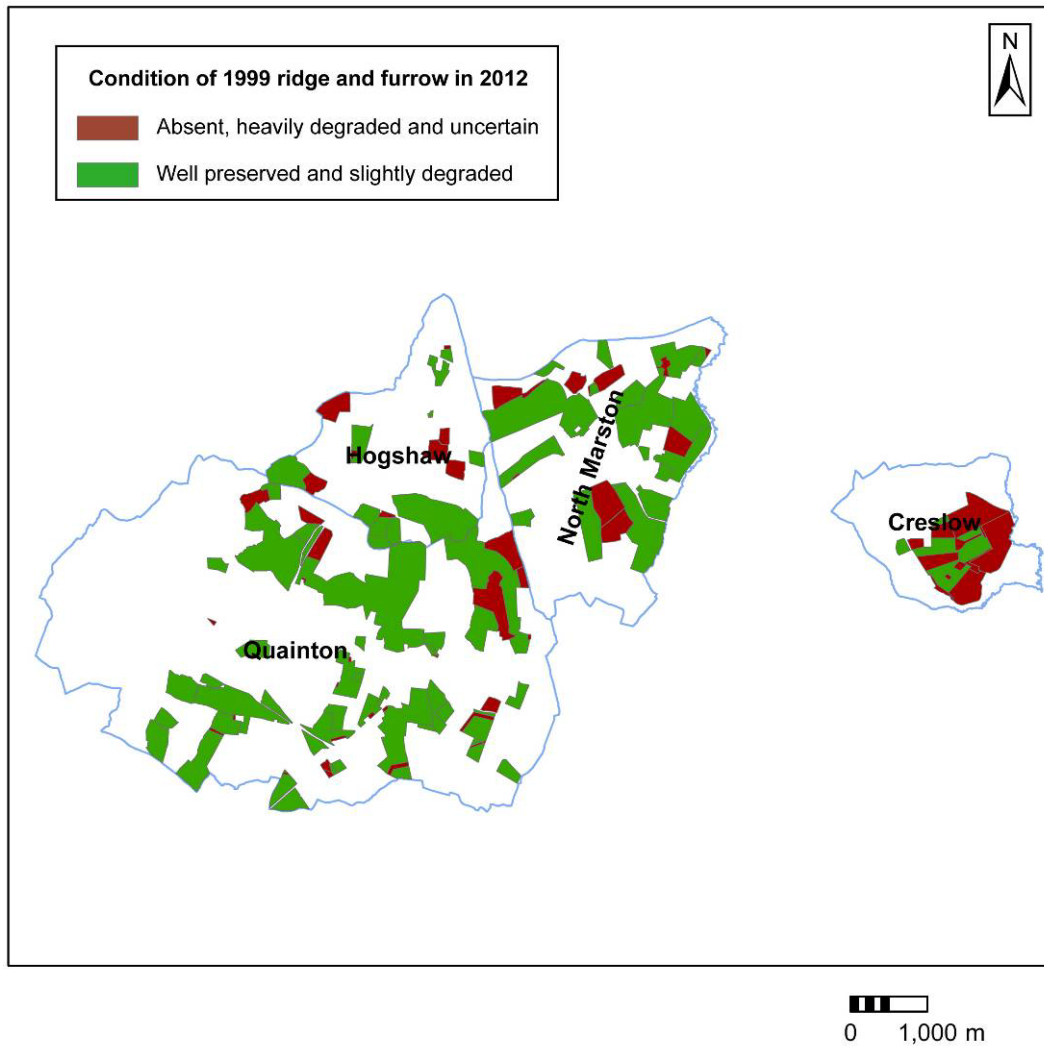 N
Condition of 1999 ridge and furrow in 2012
Absent, heavily degraded and uncertain
Well preserved and slightly degraded
North Marston
Hogshaw
Creslow
Quainton
0 1,000 m